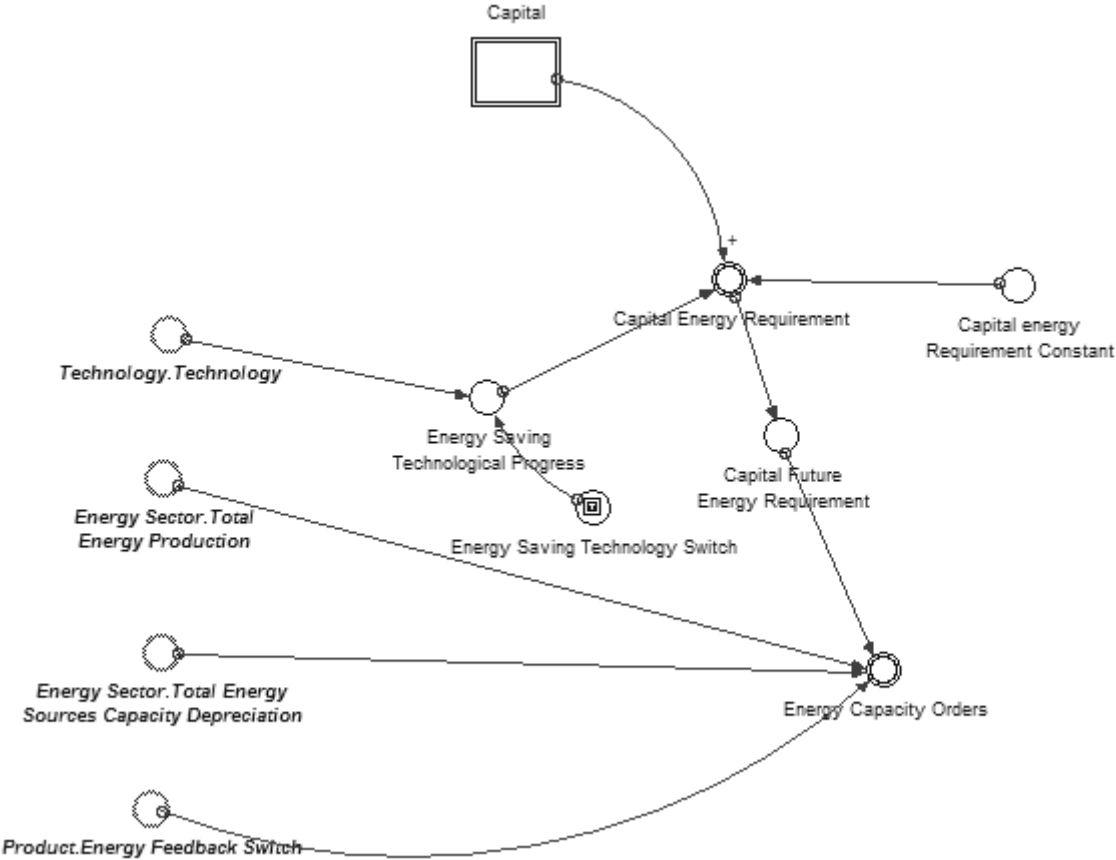 Capital
+
Capital Energy Requirement
Capital energy
Requirement Constant
Technology.Technology
Energy Saving
Technological Progress
Capital Future
Energy Requirement
Energy Sector.Total
Energy Production
Energy Saving Technology Switch
Energy Sector.Total Energy
Sources Capacity Depreciation
Energy Capacity Orders
Product.Energy Feedback Switch